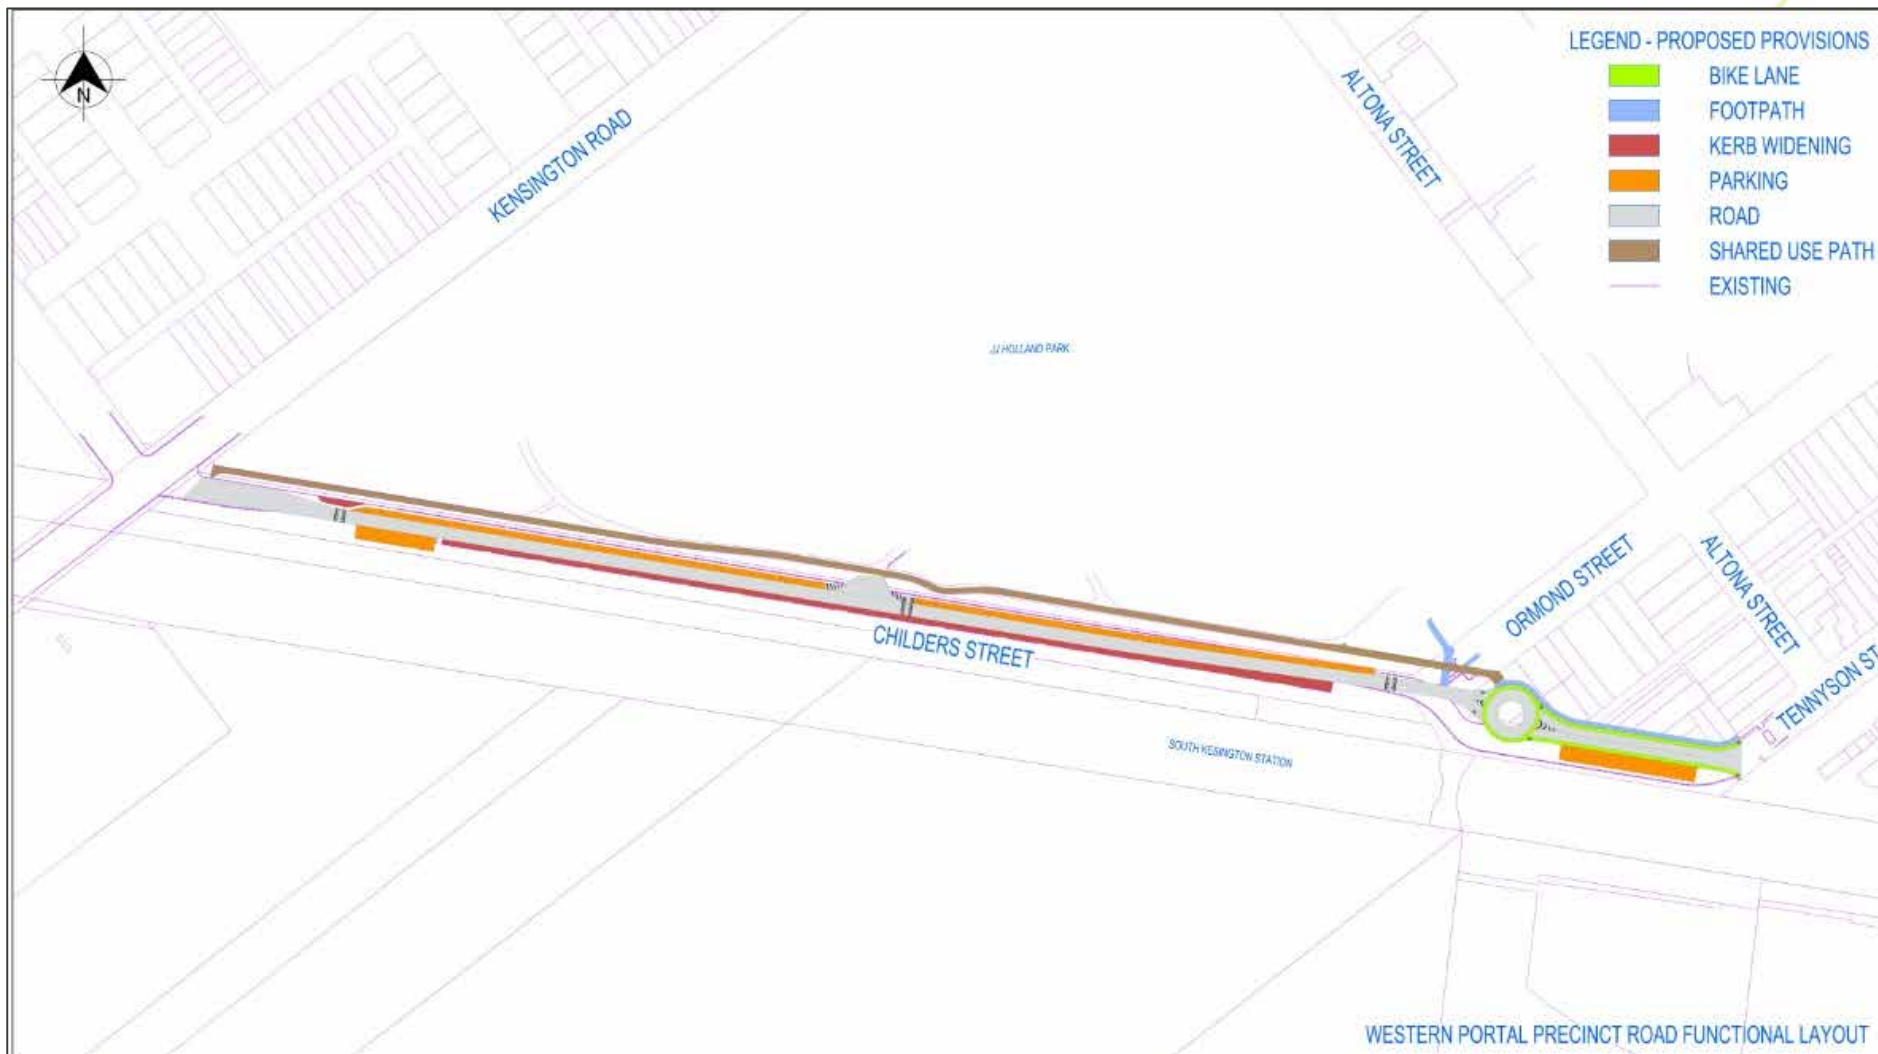 N
KENSINGTON ROAD
ALTONA STREET
LEGEND - PROPOSED PROVISIONS
BIKE LANE
FOOTPATH
KERB WIDENING
PARKING
ROAD
SHARED USE PATH
EXISTING
JJ HOLLAND PARK
ORMOND STREET
ALTONA STREET
TENNYSON ST
CHILDERS STREET
SOUTH KESINGTON STATION
WESTERN PORTAL PRECINCT ROAD FUNCTIONAL LAYOUT